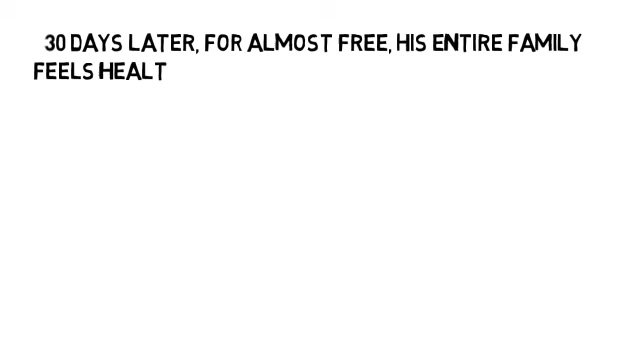 30 DAYS LATER, FOR ALMOST FREE, HIS ENTIRE FAMILY
FEELS HEALT